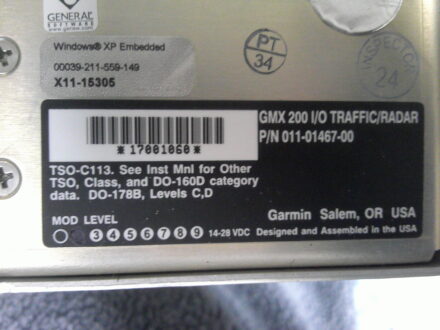 GENERAL
SOFTWARE
Windows® XP Embedded
00039-211-559-149
X11-15305
PT
34
INSPECTOR
24
*17001060*
GMX 200 I/O TRAFFIC/RADAR
P/N 011-01467-00
TSO-C113. See Inst Mnl for Other
TSO, Class, and DO-160D category
data. DO-178B, Levels C,D
Garmin Salem, OR USA
MOD LEVEL
3 4 5 6 7 8 9 14-28 VDC Designed and Assembled in the USA